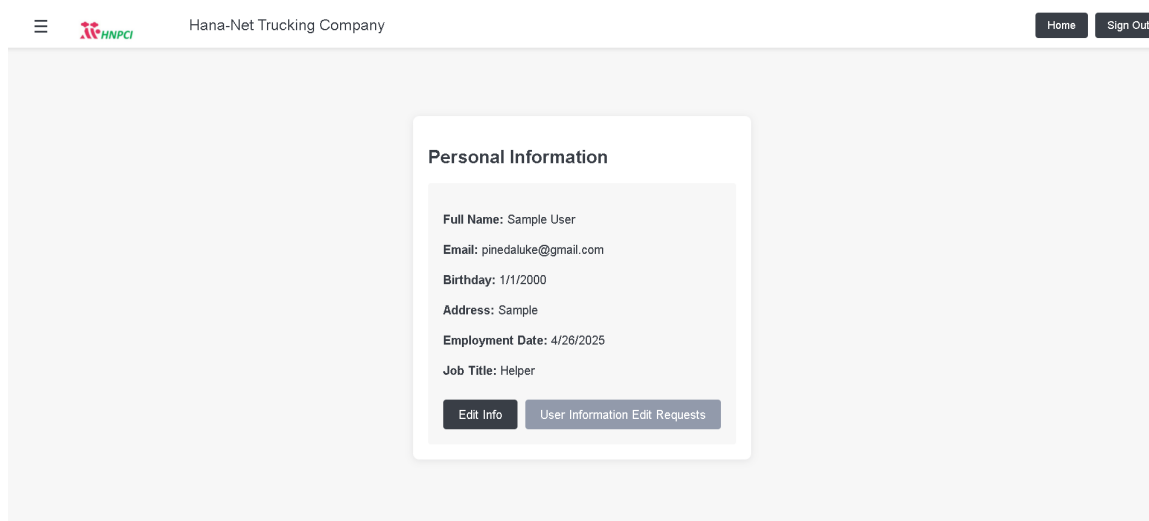 ☰ HNPCI Hana-Net Trucking Company Home Sign Out
Personal Information
Full Name: Sample User
Email: pinedaluke@gmail.com
Birthday: 1/1/2000
Address: Sample
Employment Date: 4/26/2025
Job Title: Helper
Edit Info User Information Edit Requests